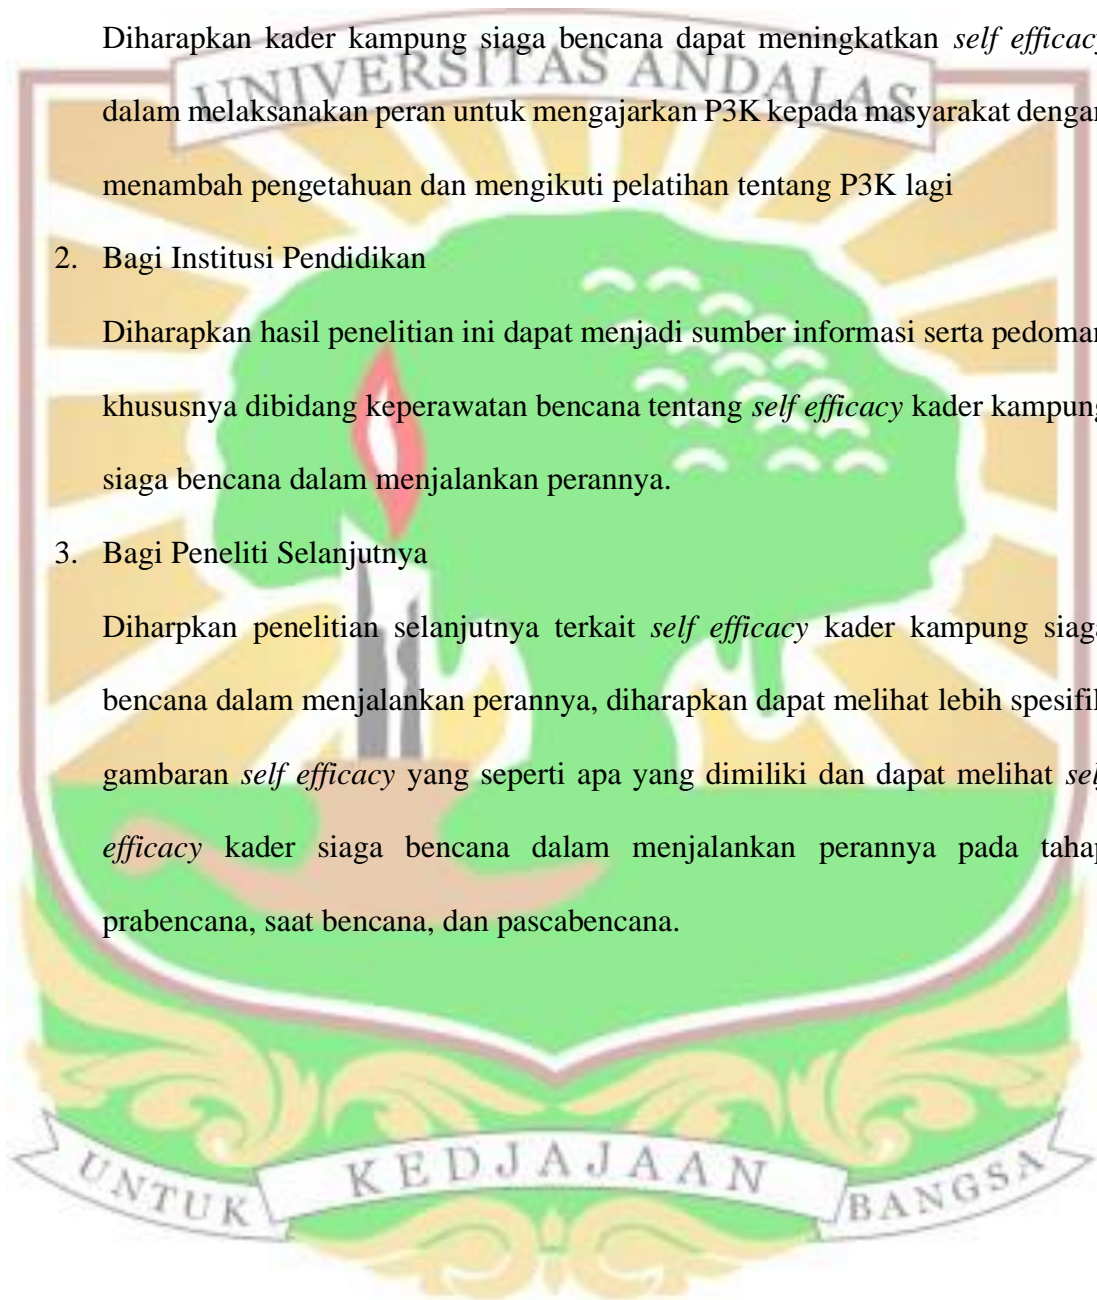 Diharapkan kader kampung siaga bencana dapat meningkatkan self efficacy
UNIVERSITAS ANDALAS
dalam melaksanakan peran untuk mengajarkan P3K kepada masyarakat dengan
menambah pengetahuan dan mengikuti pelatihan tentang P3K lagi
2. Bagi Institusi Pendidikan
Diharapkan hasil penelitian ini dapat menjadi sumber informasi serta pedoman
khususnya dibidang keperawatan bencana tentang self efficacy kader kampung
siaga bencana dalam menjalankan perannya.
3. Bagi Peneliti Selanjutnya
Diharpkan penelitian selanjutnya terkait self efficacy kader kampung siaga
bencana dalam menjalankan perannya, diharapkan dapat melihat lebih spesifik
gambaran self efficacy yang seperti apa yang dimiliki dan dapat melihat self
efficacy kader siaga bencana dalam menjalankan perannya pada tahap
prabencana, saat bencana, dan pascabencana.
UNTUK KEDJAJAAN BANGSA